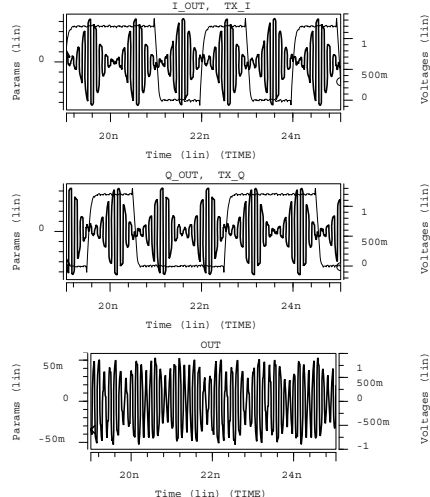 I_OUT, TX_I
Params (lin)
0
1
500m
0
Voltages (lin)
20n 22n 24n
Time (lin) (TIME)
Q_OUT, TX_Q
Params (lin)
0
1
500m
0
Voltages (lin)
20n 22n 24n
Time (lin) (TIME)
OUT
Params (lin)
50m
0
-50m
1
500m
0
-500m
-1
Voltages (lin)
20n 22n 24n
Time (lin) (TIME)